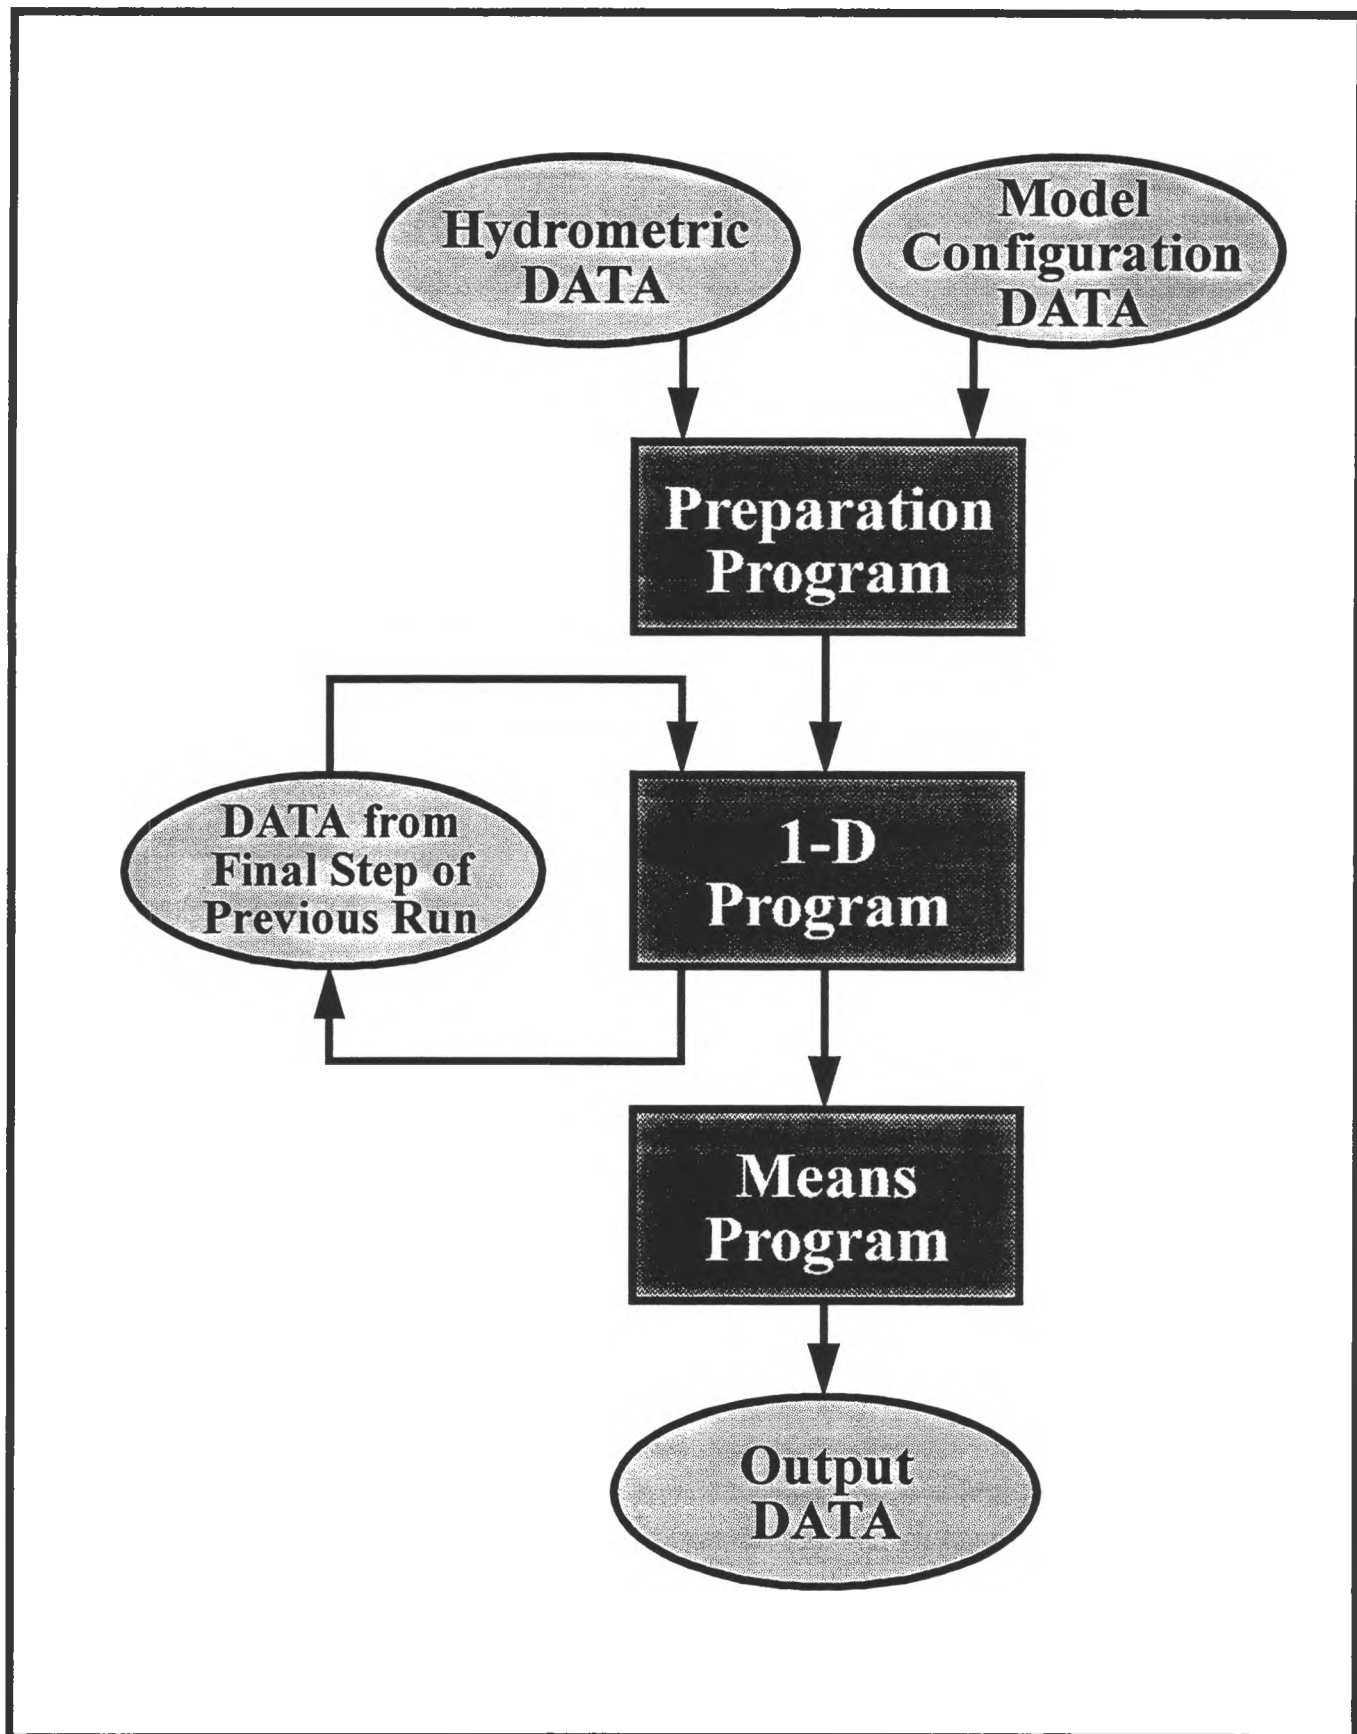 Hydrometric
DATA
Model
Configuration
DATA
Preparation
Program
DATA from
Final Step of
Previous Run
1-D
Program
Means
Program
Output
DATA